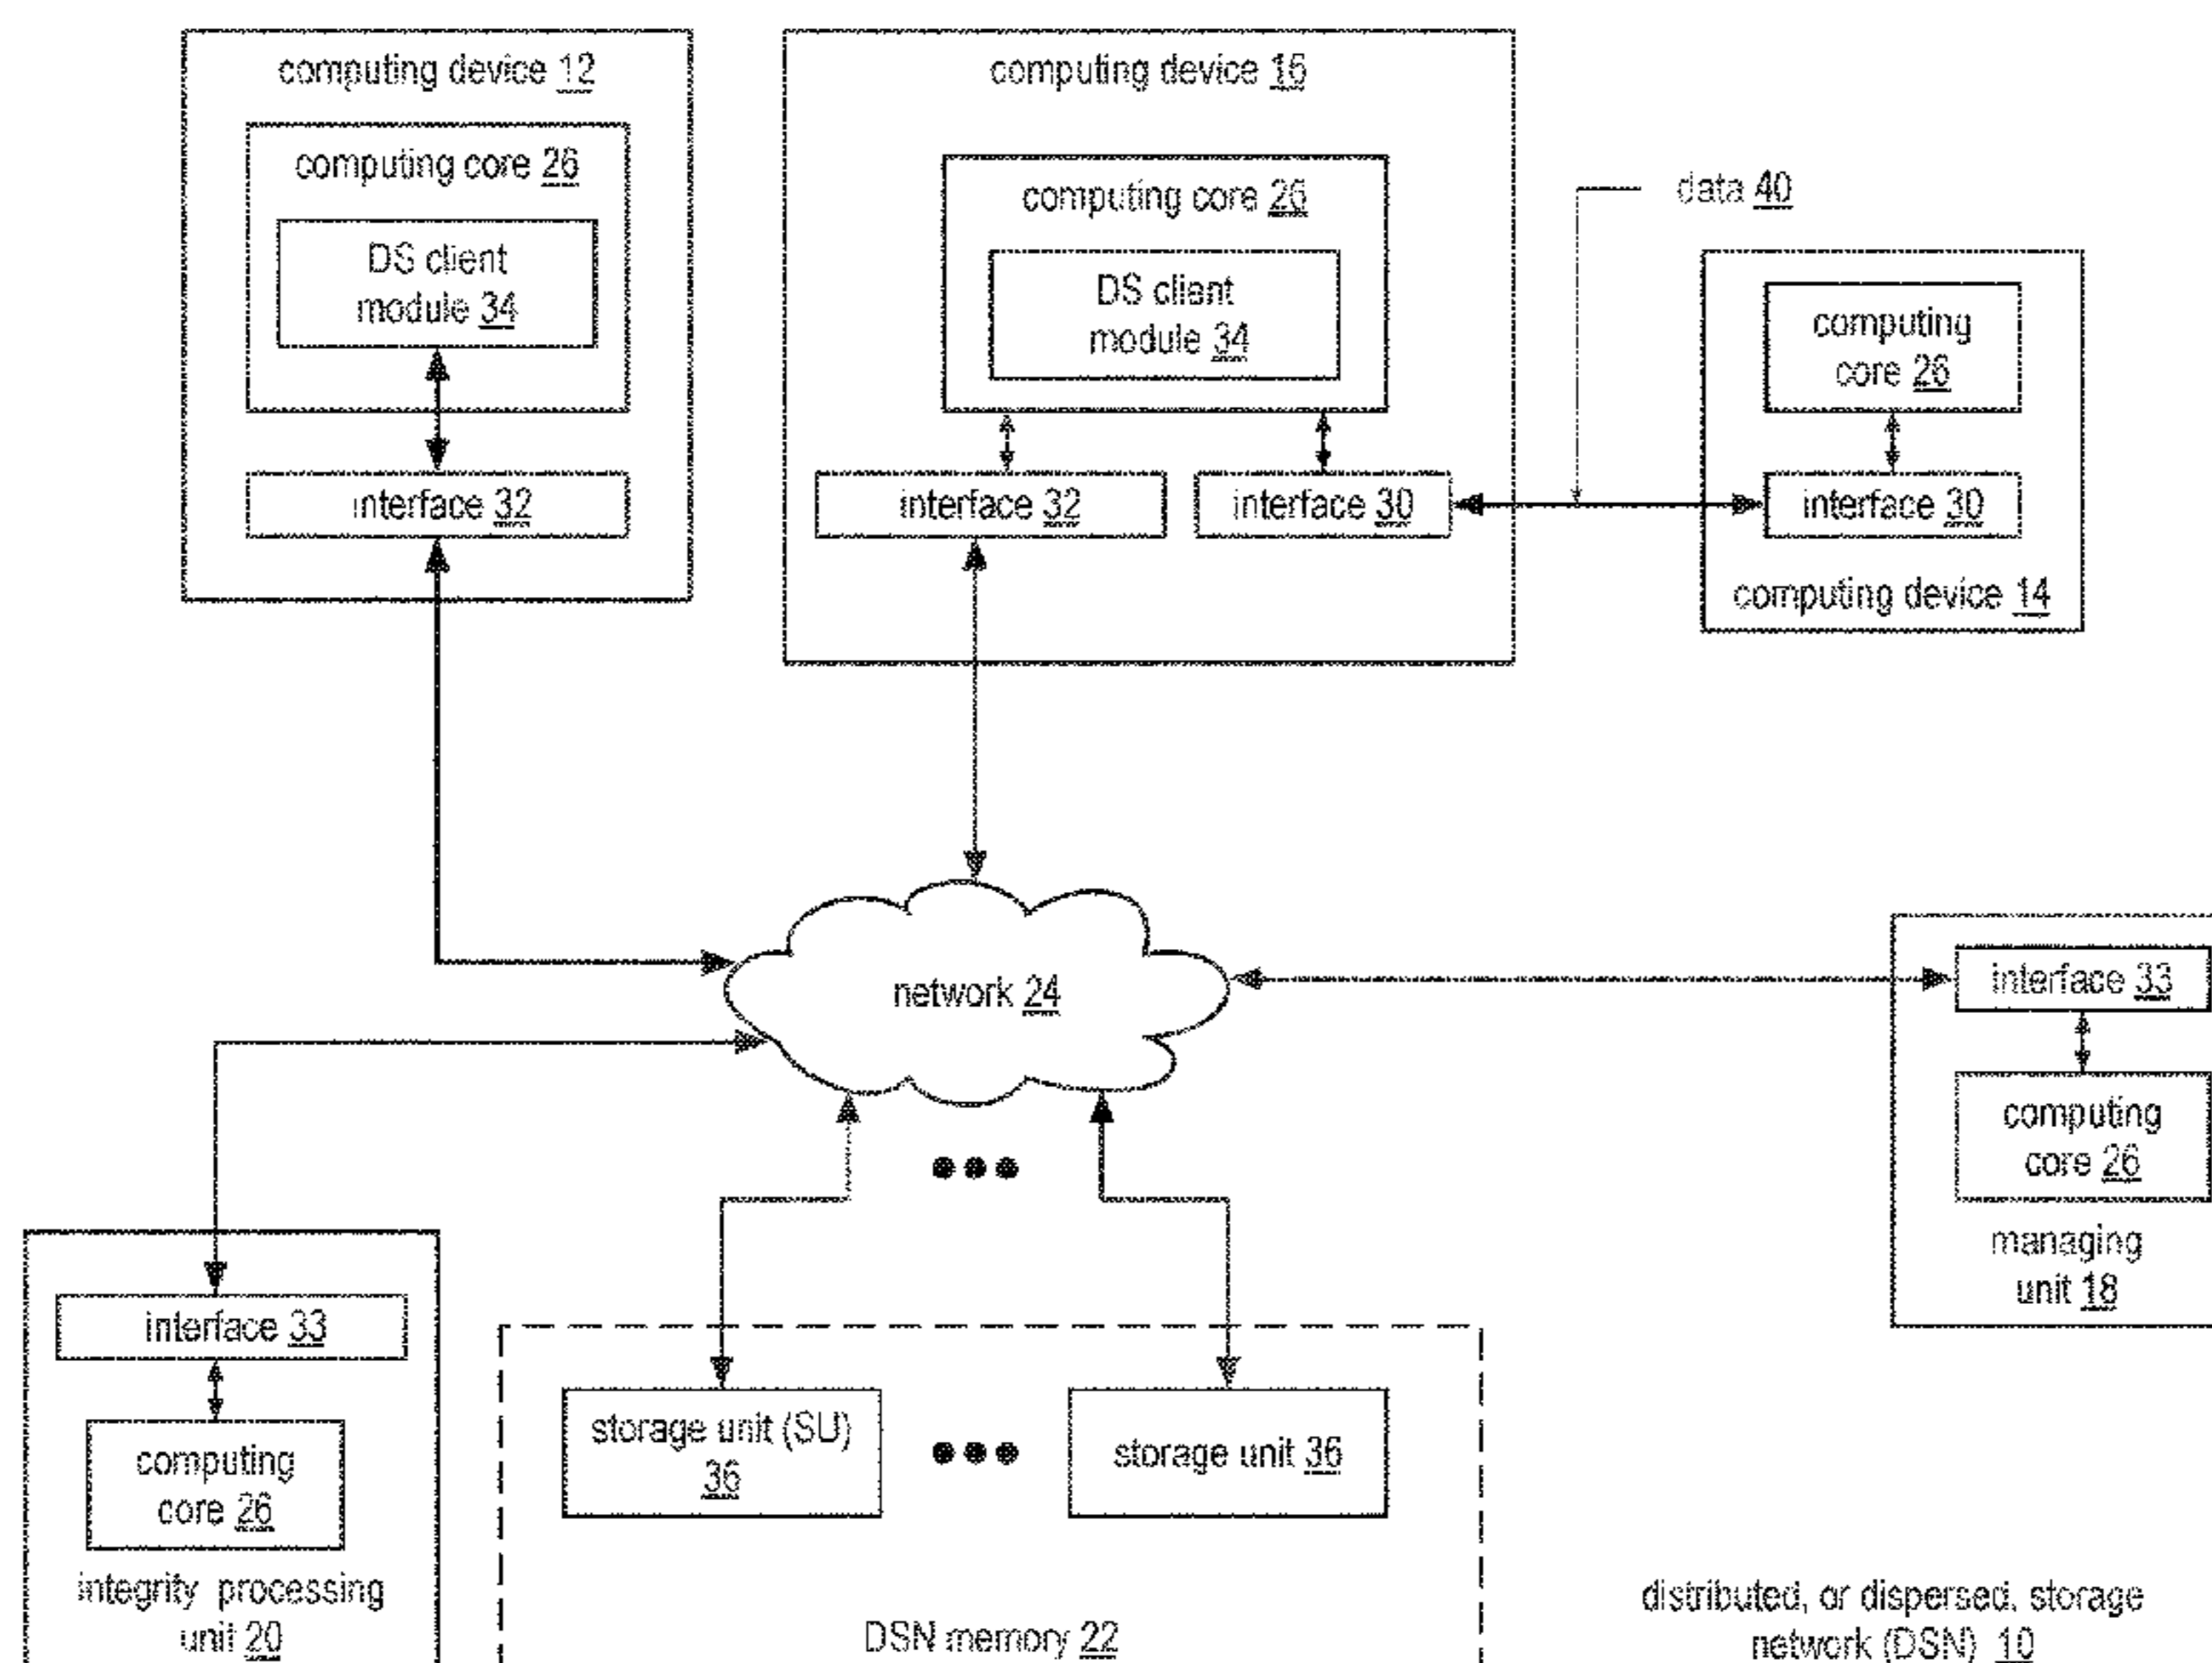 computing device 12
computing core 26
DS client
module 34
interface 32
computing device 16
computing core 26
DS client
module 34
interface 32
interface 30
data 40
computing
core 26
interface 30
computing device 14
network 24
interface 33
computing
core 26
managing
unit 18
interface 33
computing
core 26
integrity processing
unit 20
storage unit (SU)
36
storage unit 36
DSN memory 22
distributed, or dispersed, storage
network (DSN) 10